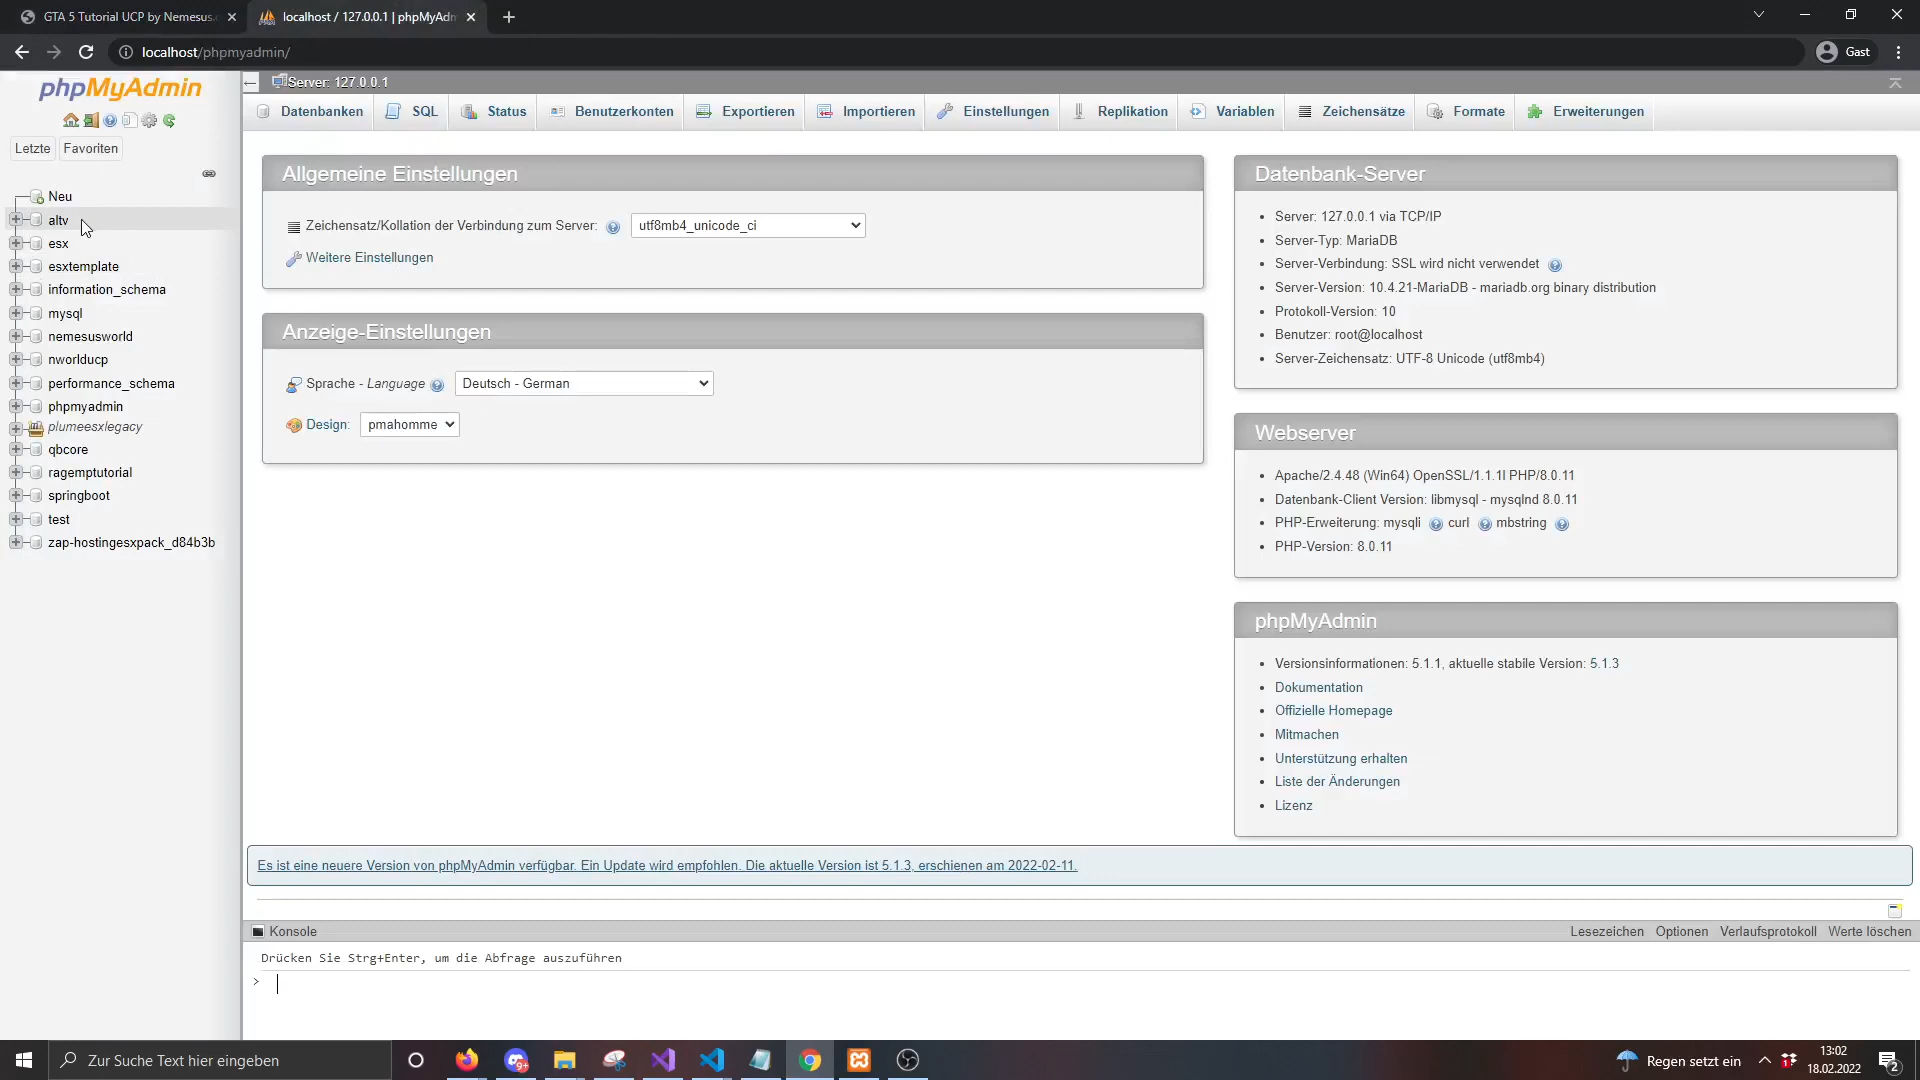 GTA 5 Tutorial UCP by Nemesus.
localhost / 127.0.0.1 | phpMyAdm
localhost/phpmyadmin/
Gast
phpMyAdmin
Letzte
Favoriten
Neu
altv
esx
esxtemplate
information_schema
mysql
nemesusworld
nworlducp
performance_schema
phpmyadmin
plumeesxlegacy
qbcore
ragemptutorial
springboot
test
zap-hostingesxpack_d84b3b
Server: 127.0.0.1
Datenbanken
SQL
Status
Benutzerkonten
Exportieren
Importieren
Einstellungen
Replikation
Variablen
Zeichensätze
Formate
Erweiterungen
Allgemeine Einstellungen
Zeichensatz/Kollation der Verbindung zum Server:
utf8mb4_unicode_ci
Weitere Einstellungen
Anzeige-Einstellungen
Sprache - Language
Deutsch - German
Design:
pmahomme
Datenbank-Server
Server: 127.0.0.1 via TCP/IP
Server-Typ: MariaDB
Server-Verbindung: SSL wird nicht verwendet
Server-Version: 10.4.21-MariaDB - mariadb.org binary distribution
Protokoll-Version: 10
Benutzer: root@localhost
Server-Zeichensatz: UTF-8 Unicode (utf8mb4)
Webserver
Apache/2.4.48 (Win64) OpenSSL/1.1.1l PHP/8.0.11
Datenbank-Client Version: libmysql - mysqlnd 8.0.11
PHP-Erweiterung: mysqli curl mbstring
PHP-Version: 8.0.11
phpMyAdmin
Versionsinformationen: 5.1.1, aktuelle stabile Version: 5.1.3
Dokumentation
Offizielle Homepage
Mitmachen
Unterstützung erhalten
Liste der Änderungen
Lizenz
Es ist eine neuere Version von phpMyAdmin verfügbar. Ein Update wird empfohlen. Die aktuelle Version ist 5.1.3, erschienen am 2022-02-11.
Konsole
Lesezeichen
Optionen
Verlaufsprotokoll
Werte löschen
Drücken Sie Strg+Enter, um die Abfrage auszuführen
>
Zur Suche Text hier eingeben
9+
Regen setzt ein
1
13:02
18.02.2022
2